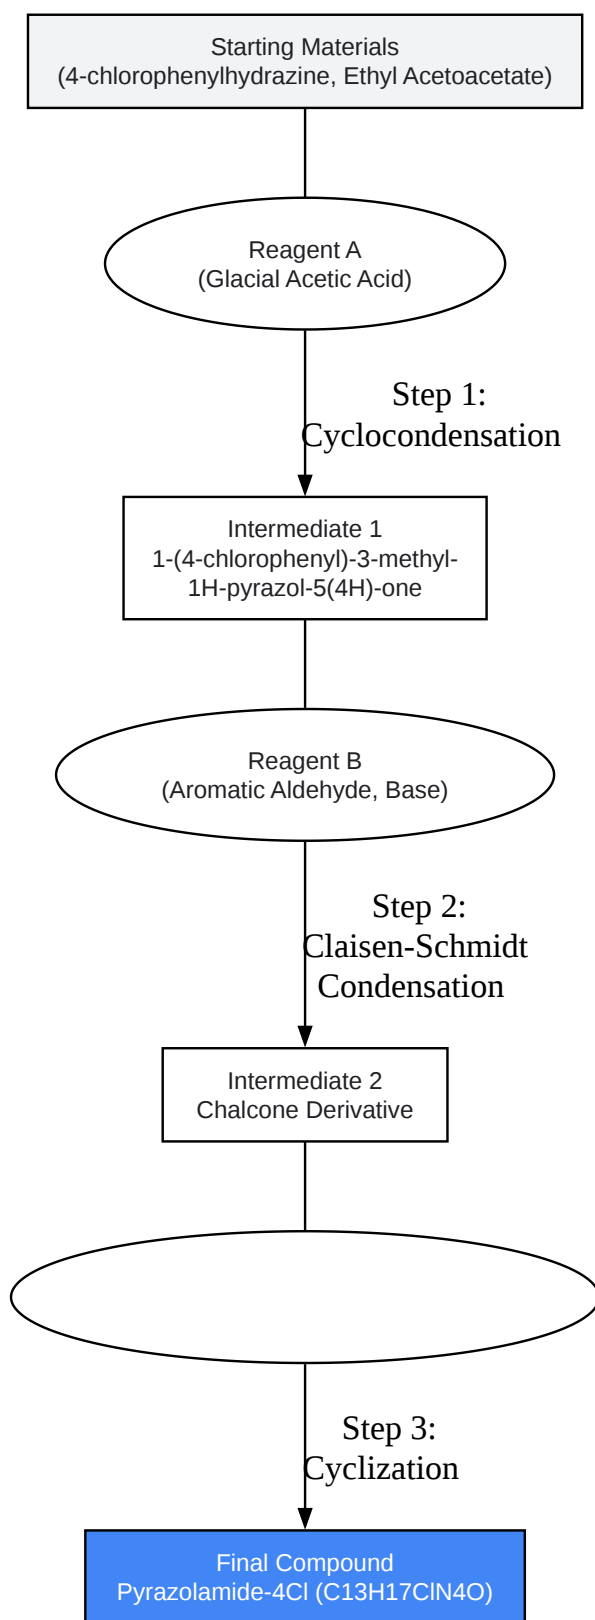 Starting Materials
(4-chlorophenylhydrazine, Ethyl Acetoacetate)
Reagent A
(Glacial Acetic Acid)
Step 1:
Cyclocondensation
Intermediate 1
1-(4-chlorophenyl)-3-methyl-
1H-pyrazol-5(4H)-one
Reagent B
(Aromatic Aldehyde, Base)
Step 2:
Claisen-Schmidt
Condensation
Intermediate 2
Chalcone Derivative
Step 3:
Cyclization
Final Compound
Pyrazolamide-4Cl (C13H17ClN4O)